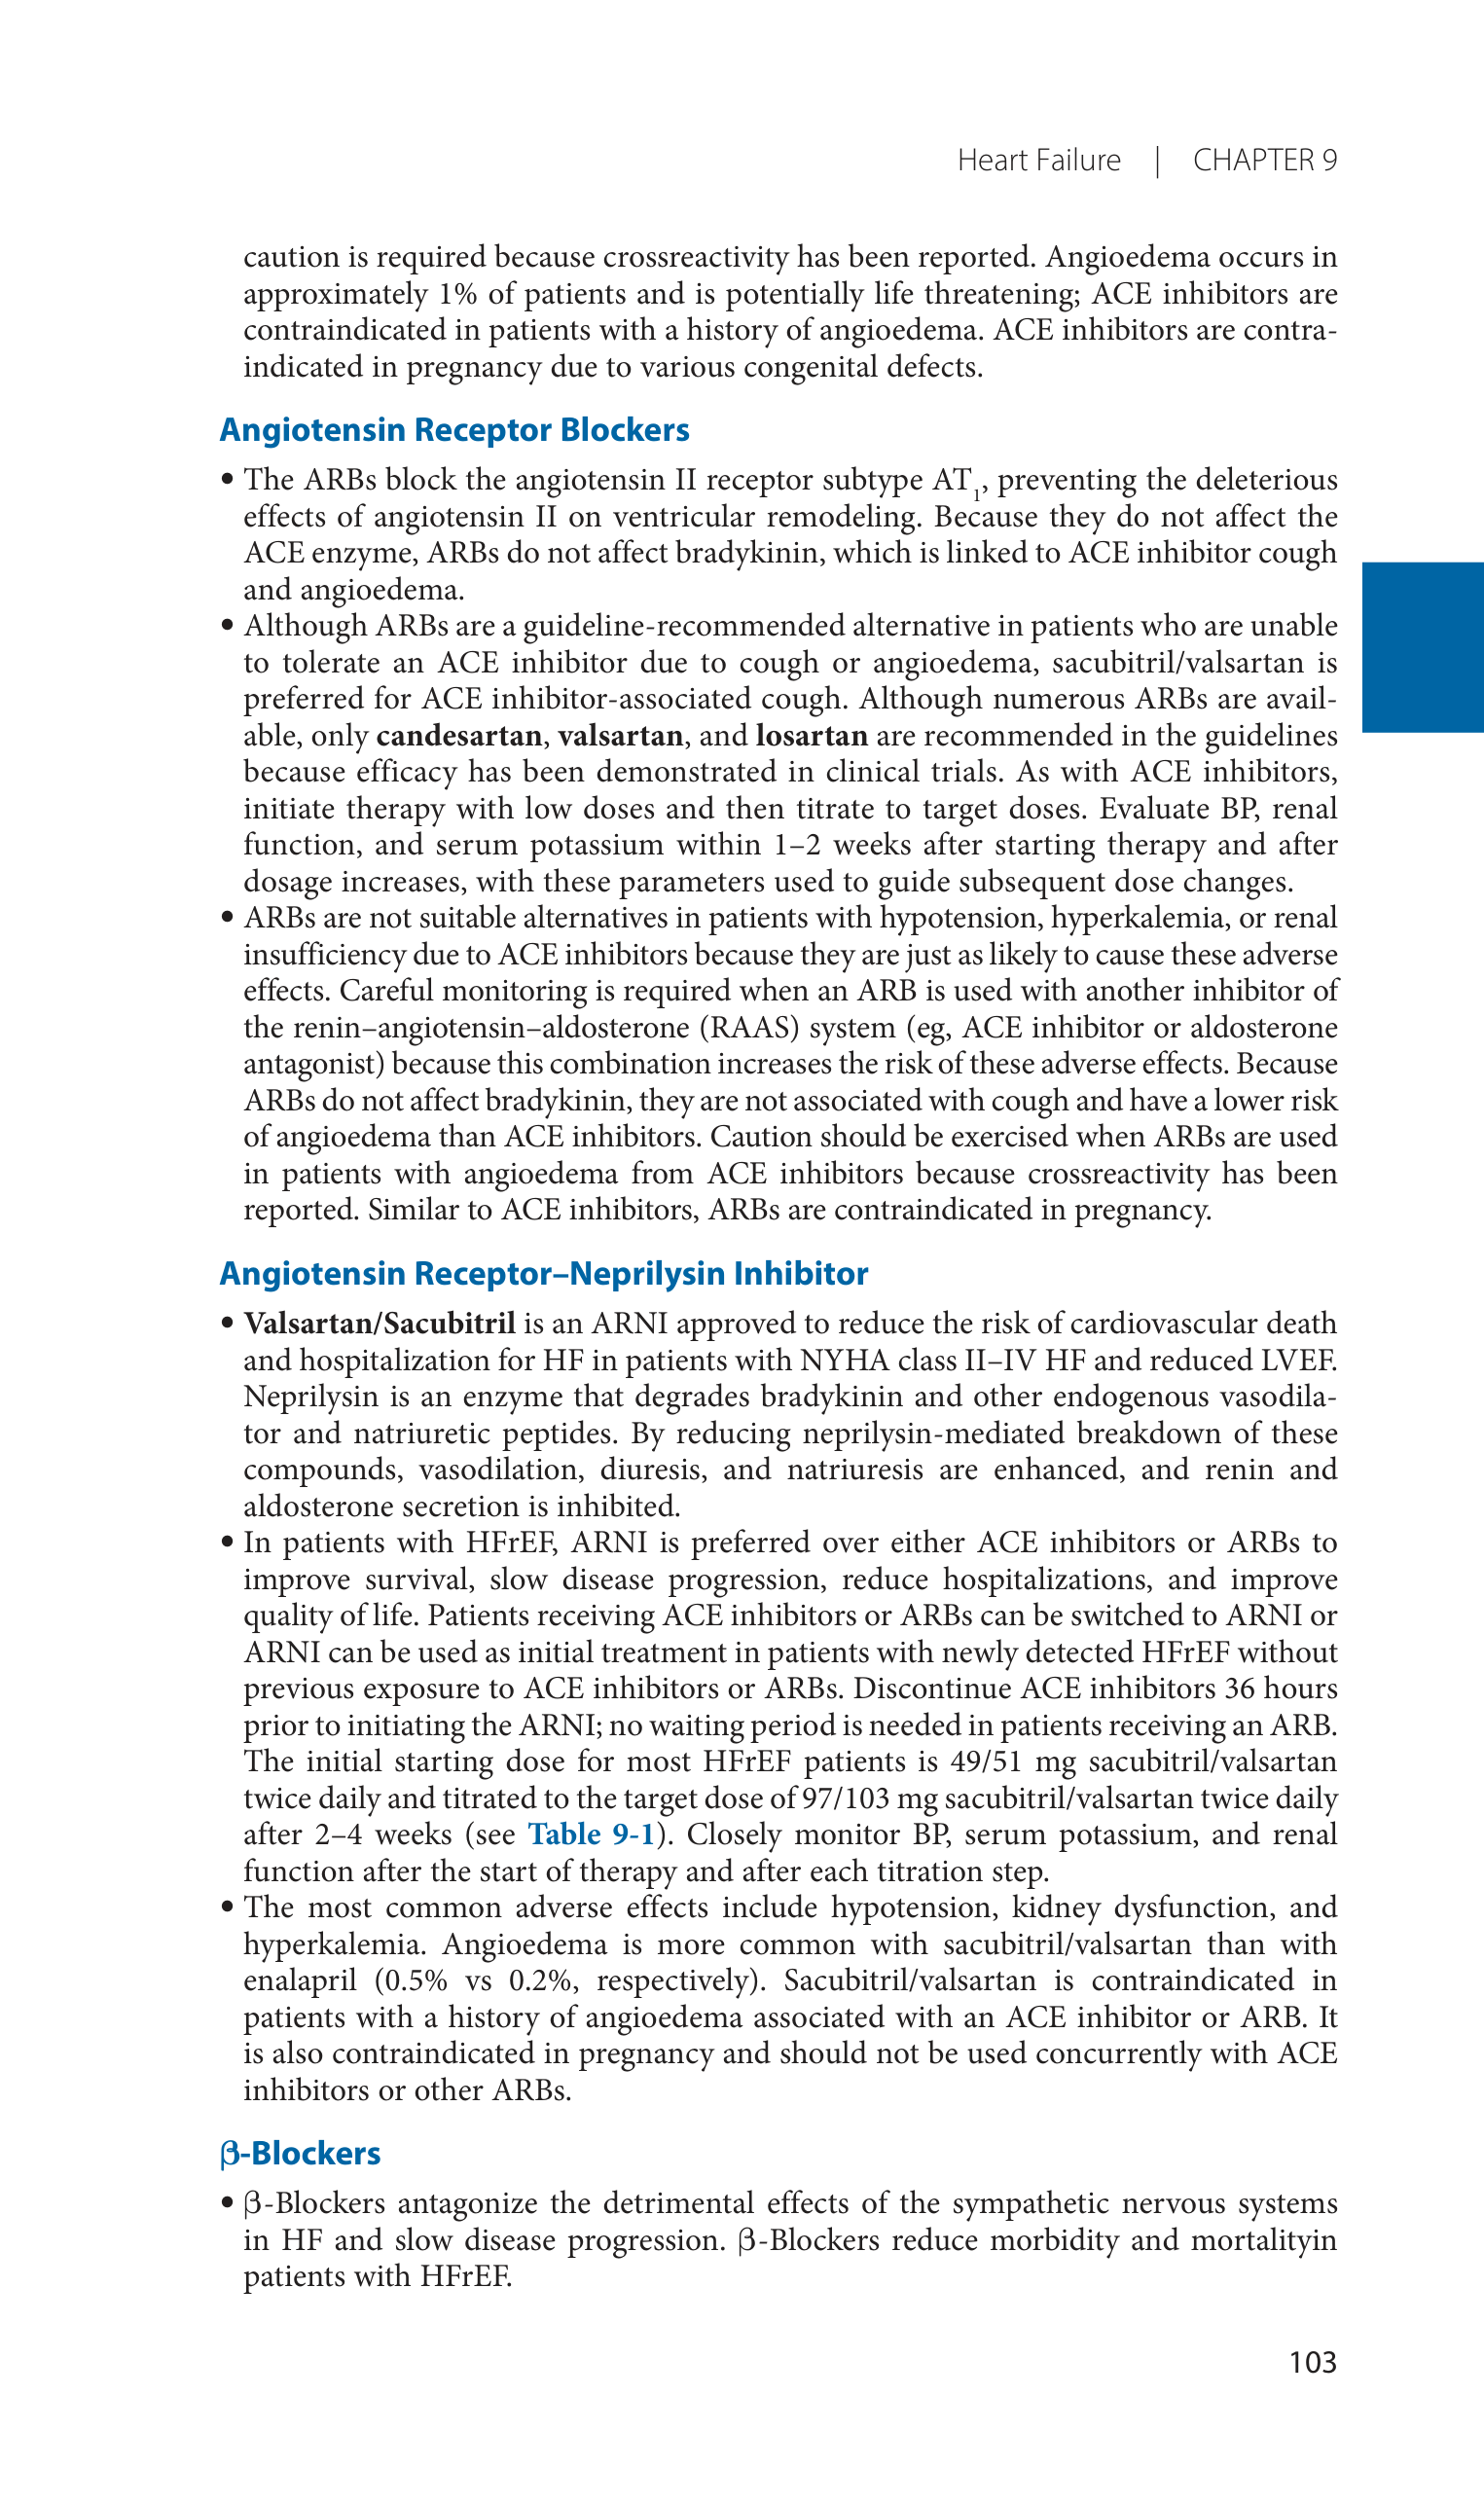 Heart Failure | CHAPTER 9
caution is required because crossreactivity has been reported. Angioedema occurs in
approximately 1% of patients and is potentially life threatening; ACE inhibitors are
contraindicated in patients with a history of angioedema. ACE inhibitors are contra-
indicated in pregnancy due to various congenital defects.
Angiotensin Receptor Blockers
• The ARBs block the angiotensin II receptor subtype AT₁, preventing the deleterious
effects of angiotensin II on ventricular remodeling. Because they do not affect the
ACE enzyme, ARBs do not affect bradykinin, which is linked to ACE inhibitor cough
and angioedema.
• Although ARBs are a guideline-recommended alternative in patients who are unable
to tolerate an ACE inhibitor due to cough or angioedema, sacubitril/valsartan is
preferred for ACE inhibitor-associated cough. Although numerous ARBs are avail-
able, only candesartan, valsartan, and losartan are recommended in the guidelines
because efficacy has been demonstrated in clinical trials. As with ACE inhibitors,
initiate therapy with low doses and then titrate to target doses. Evaluate BP, renal
function, and serum potassium within 1–2 weeks after starting therapy and after
dosage increases, with these parameters used to guide subsequent dose changes.
• ARBs are not suitable alternatives in patients with hypotension, hyperkalemia, or renal
insufficiency due to ACE inhibitors because they are just as likely to cause these adverse
effects. Careful monitoring is required when an ARB is used with another inhibitor of
the renin–angiotensin–aldosterone (RAAS) system (eg, ACE inhibitor or aldosterone
antagonist) because this combination increases the risk of these adverse effects. Because
ARBs do not affect bradykinin, they are not associated with cough and have a lower risk
of angioedema than ACE inhibitors. Caution should be exercised when ARBs are used
in patients with angioedema from ACE inhibitors because crossreactivity has been
reported. Similar to ACE inhibitors, ARBs are contraindicated in pregnancy.
Angiotensin Receptor–Neprilysin Inhibitor
• Valsartan/Sacubitril is an ARNI approved to reduce the risk of cardiovascular death
and hospitalization for HF in patients with NYHA class II–IV HF and reduced LVEF.
Neprilysin is an enzyme that degrades bradykinin and other endogenous vasodila-
tor and natriuretic peptides. By reducing neprilysin-mediated breakdown of these
compounds, vasodilation, diuresis, and natriuresis are enhanced, and renin and
aldosterone secretion is inhibited.
• In patients with HFrEF, ARNI is preferred over either ACE inhibitors or ARBs to
improve survival, slow disease progression, reduce hospitalizations, and improve
quality of life. Patients receiving ACE inhibitors or ARBs can be switched to ARNI or
ARNI can be used as initial treatment in patients with newly detected HFrEF without
previous exposure to ACE inhibitors or ARBs. Discontinue ACE inhibitors 36 hours
prior to initiating the ARNI; no waiting period is needed in patients receiving an ARB.
The initial starting dose for most HFrEF patients is 49/51 mg sacubitril/valsartan
twice daily and titrated to the target dose of 97/103 mg sacubitril/valsartan twice daily
after 2–4 weeks (see Table 9-1). Closely monitor BP, serum potassium, and renal
function after the start of therapy and after each titration step.
• The most common adverse effects include hypotension, kidney dysfunction, and
hyperkalemia. Angioedema is more common with sacubitril/valsartan than with
enalapril (0.5% vs 0.2%, respectively). Sacubitril/valsartan is contraindicated in
patients with a history of angioedema associated with an ACE inhibitor or ARB. It
is also contraindicated in pregnancy and should not be used concurrently with ACE
inhibitors or other ARBs.
β-Blockers
• β-Blockers antagonize the detrimental effects of the sympathetic nervous systems
in HF and slow disease progression. β-Blockers reduce morbidity and mortalityin
patients with HFrEF.
103